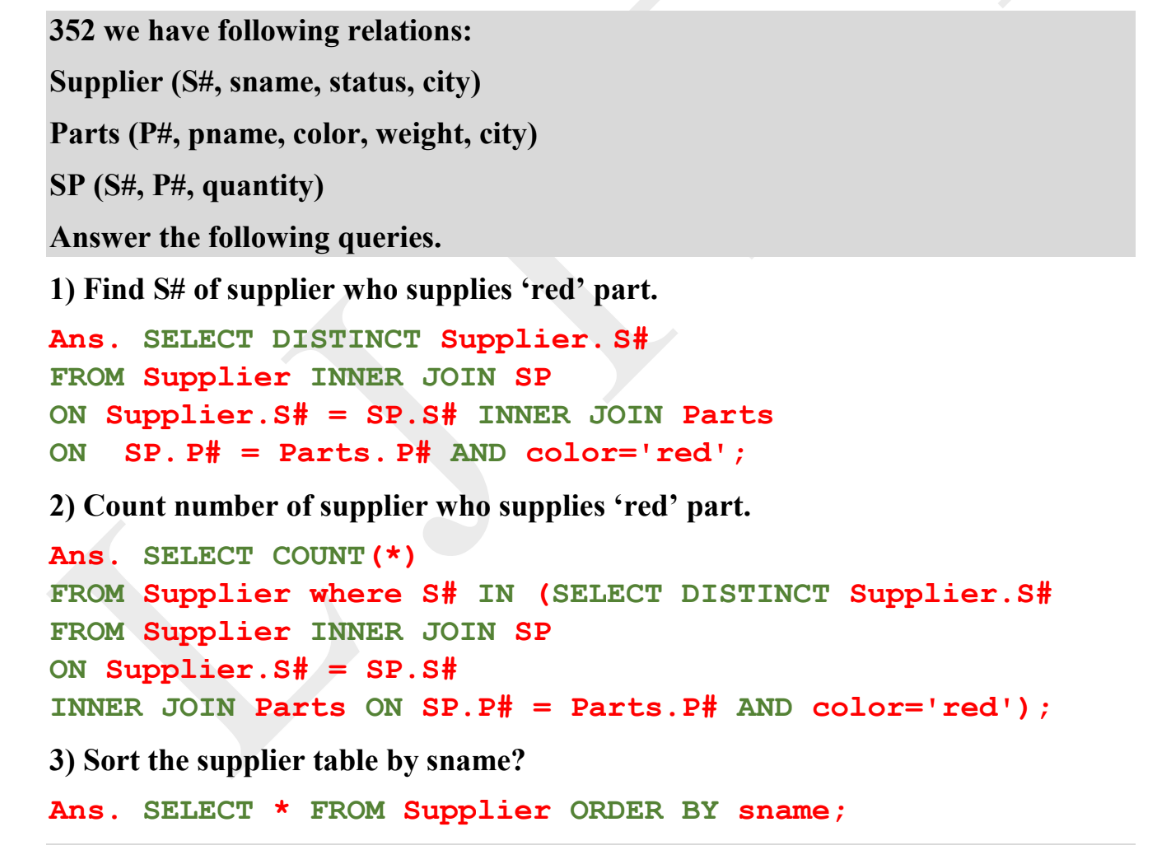 352 we have following relations:
Supplier (S#, sname, status, city)
Parts (P#, pname, color, weight, city)
SP (S#, P#, quantity)
Answer the following queries.
1) Find S# of supplier who supplies ‘red’ part.
Ans. SELECT DISTINCT Supplier.S#
FROM Supplier INNER JOIN SP
ON Supplier.S# = SP.S# INNER JOIN Parts
ON  SP.P# = Parts.P# AND color='red';
2) Count number of supplier who supplies ‘red’ part.
Ans. SELECT COUNT(*)
FROM Supplier where S# IN (SELECT DISTINCT Supplier.S#
FROM Supplier INNER JOIN SP
ON Supplier.S# = SP.S#
INNER JOIN Parts ON SP.P# = Parts.P# AND color='red');
3) Sort the supplier table by sname?
Ans. SELECT * FROM Supplier ORDER BY sname;